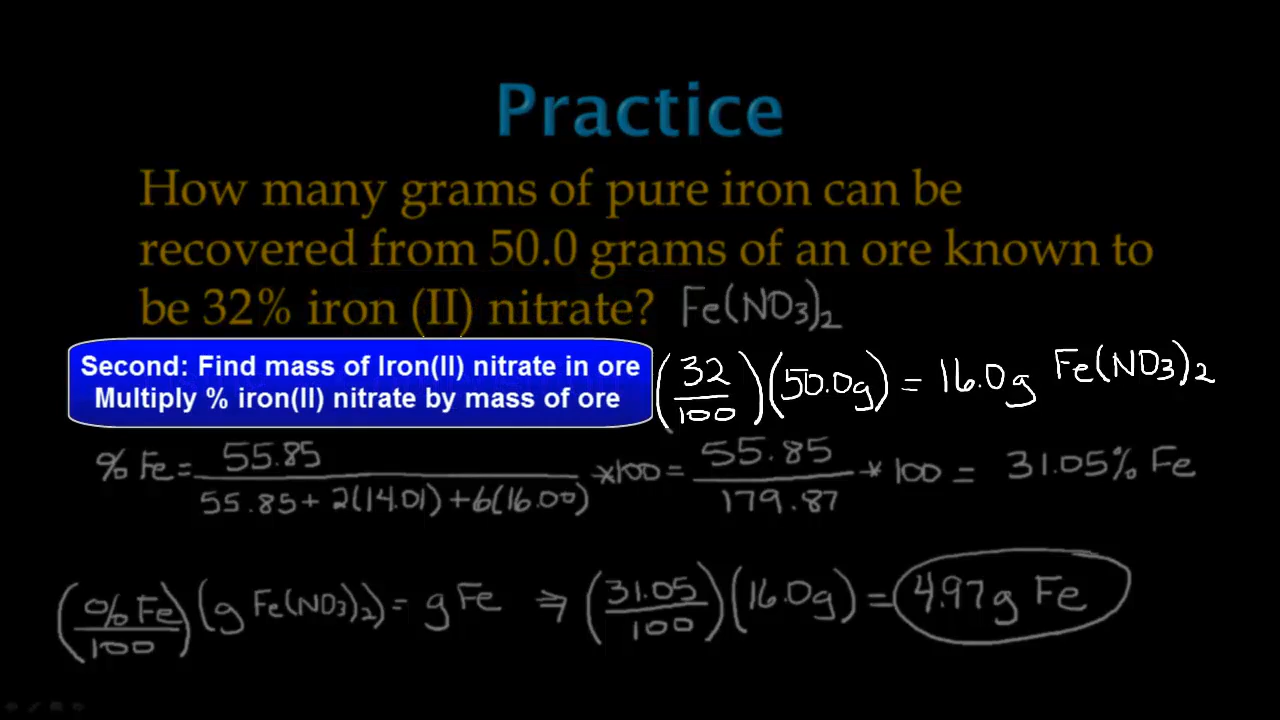 Practice
How many grams of pure iron can be
recovered from 50.0 grams of an ore known to
be 32% iron (II) nitrate? Fe(NO3)2
Second: Find mass of Iron(II) nitrate in ore
Multiply % iron(II) nitrate by mass of ore
(32/100)(50.0g) = 16.0g Fe(NO3)2
% Fe = 55.85/(55.85 + 2(14.01) + 6(16.00)) *100 = 55.85/179.87 * 100 = 31.05% Fe
(% Fe/100)(g Fe(NO3)2) = g Fe ⇒ (31.05/100)(16.0g) = 4.97g Fe